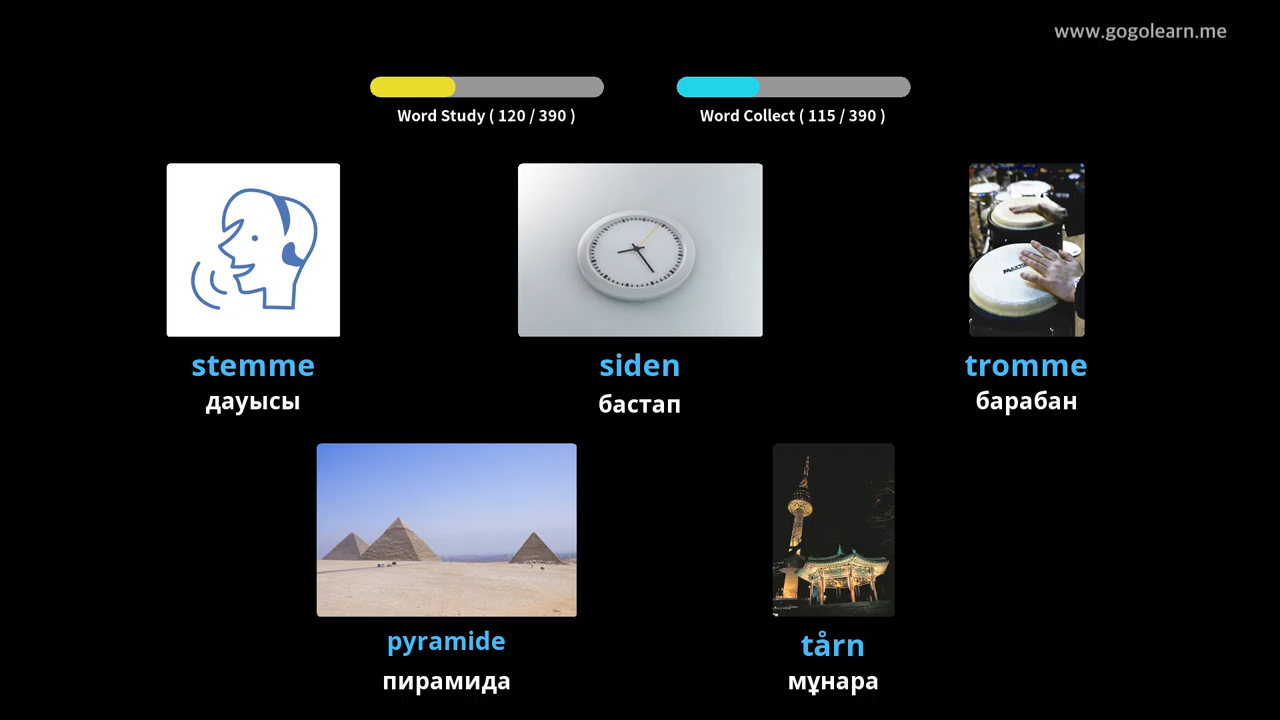 www.gogolearn.me
Word Study ( 120 / 390 )
Word Collect ( 115 / 390 )
stemme
дауысы
siden
бастап
tromme
барабан
pyramide
пирамида
tårn
мұнара